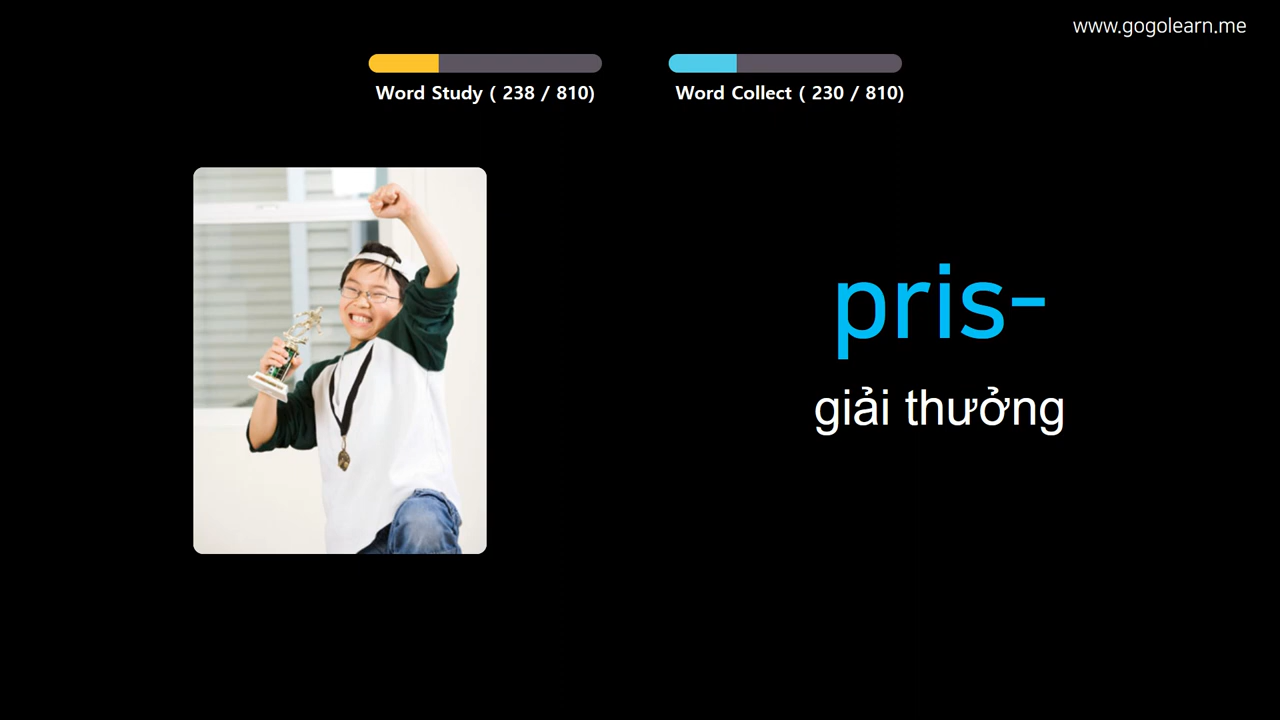 www.gogolearn.me
Word Study ( 238 / 810)
Word Collect ( 230 / 810)
pris-
giải thưởng